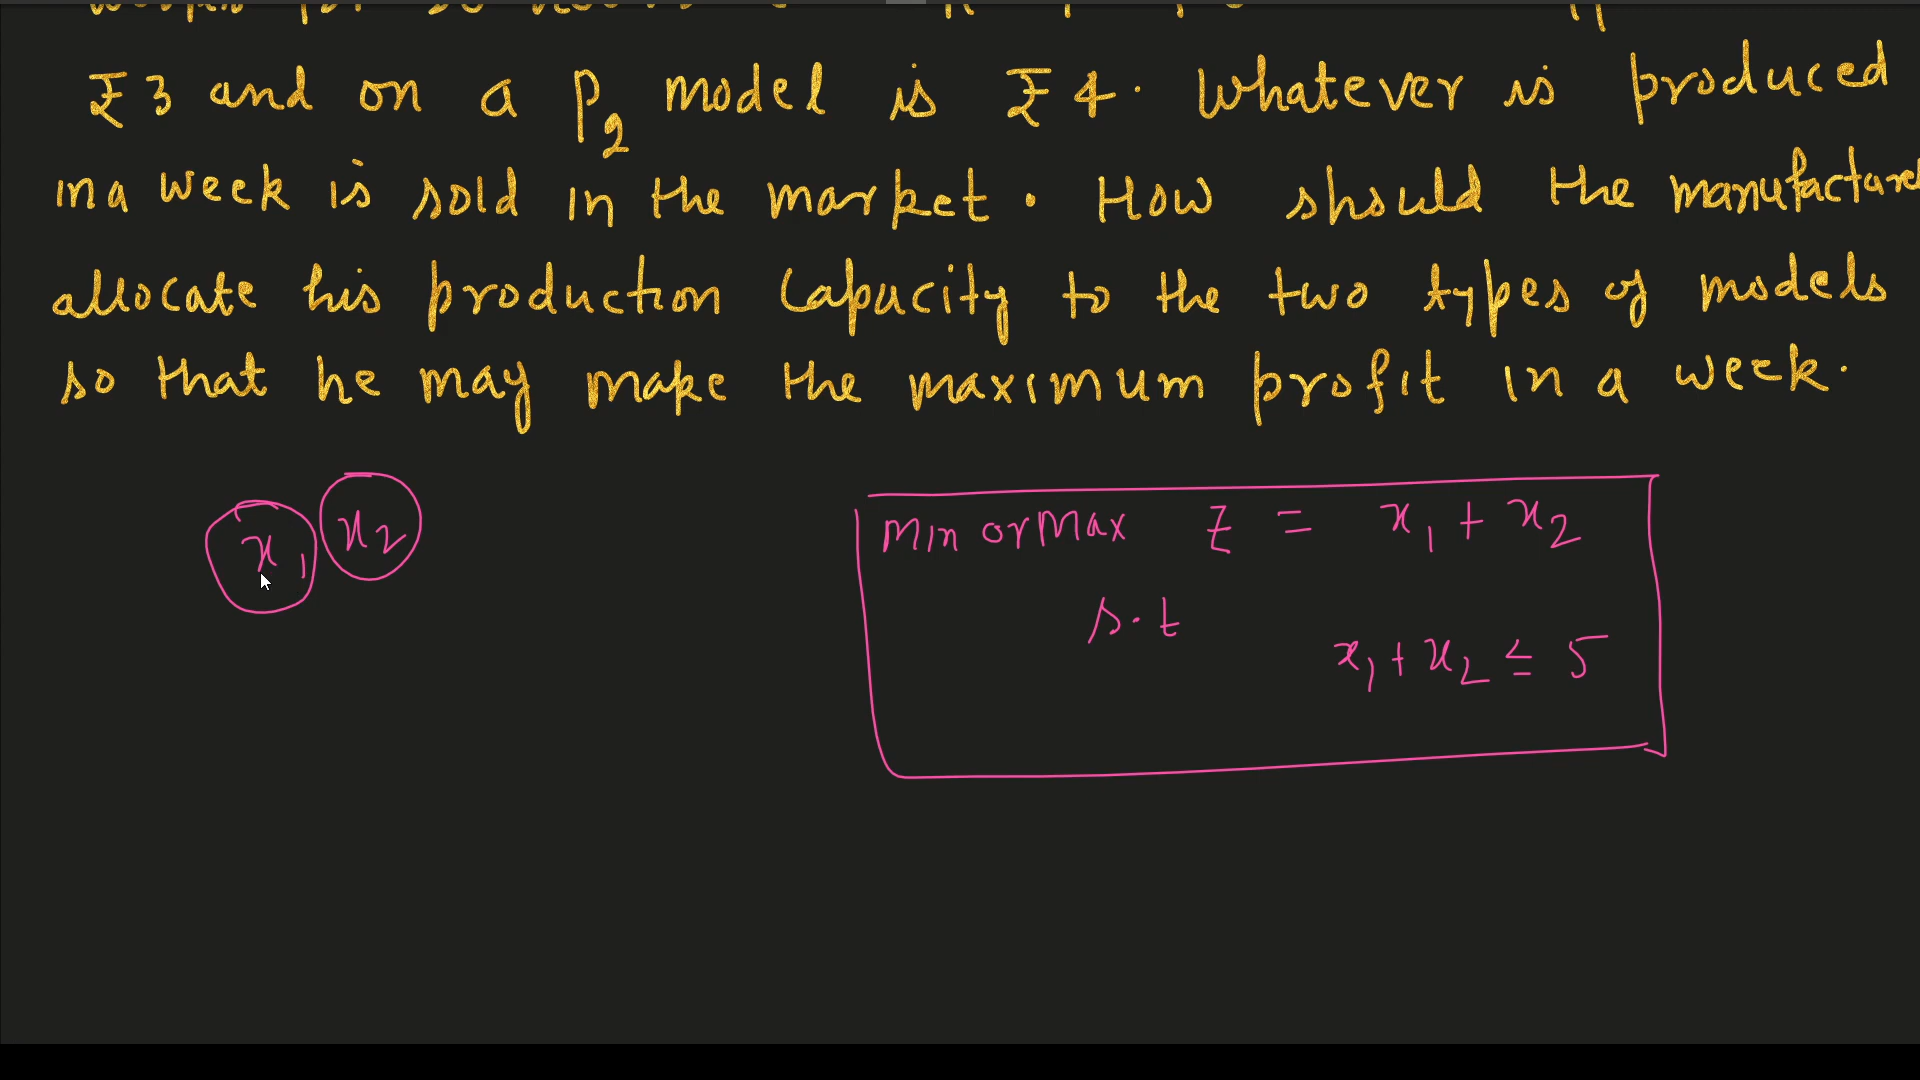 ₹3 and on a P₂ model is ₹4. Whatever is produced
in a week is sold in the market. How should the manufacturer
allocate his production capacity to the two types of models
so that he may make the maximum profit in a week.
x₁ x₂
Min or Max Z = x₁ + x₂
s.t
x₁ + x₂ ≤ 5